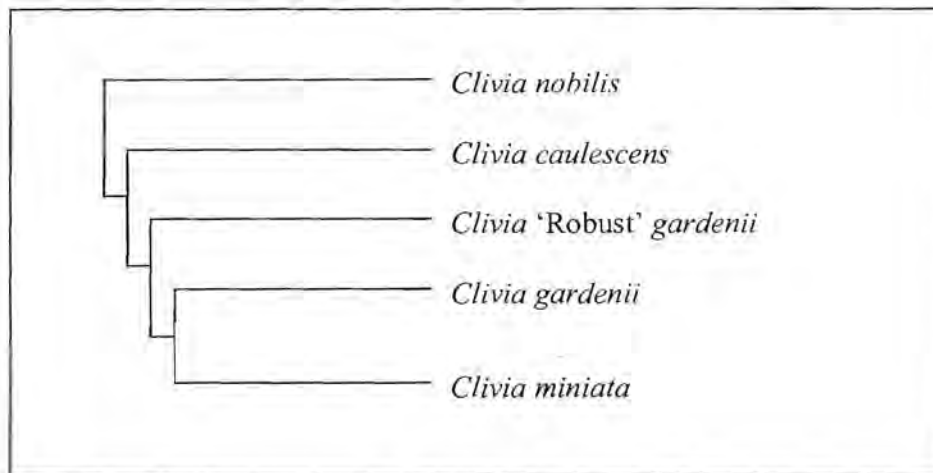 Clivia nobilis
Clivia caulescens
Clivia ‘Robust’ gardenii
Clivia gardenii
Clivia miniata